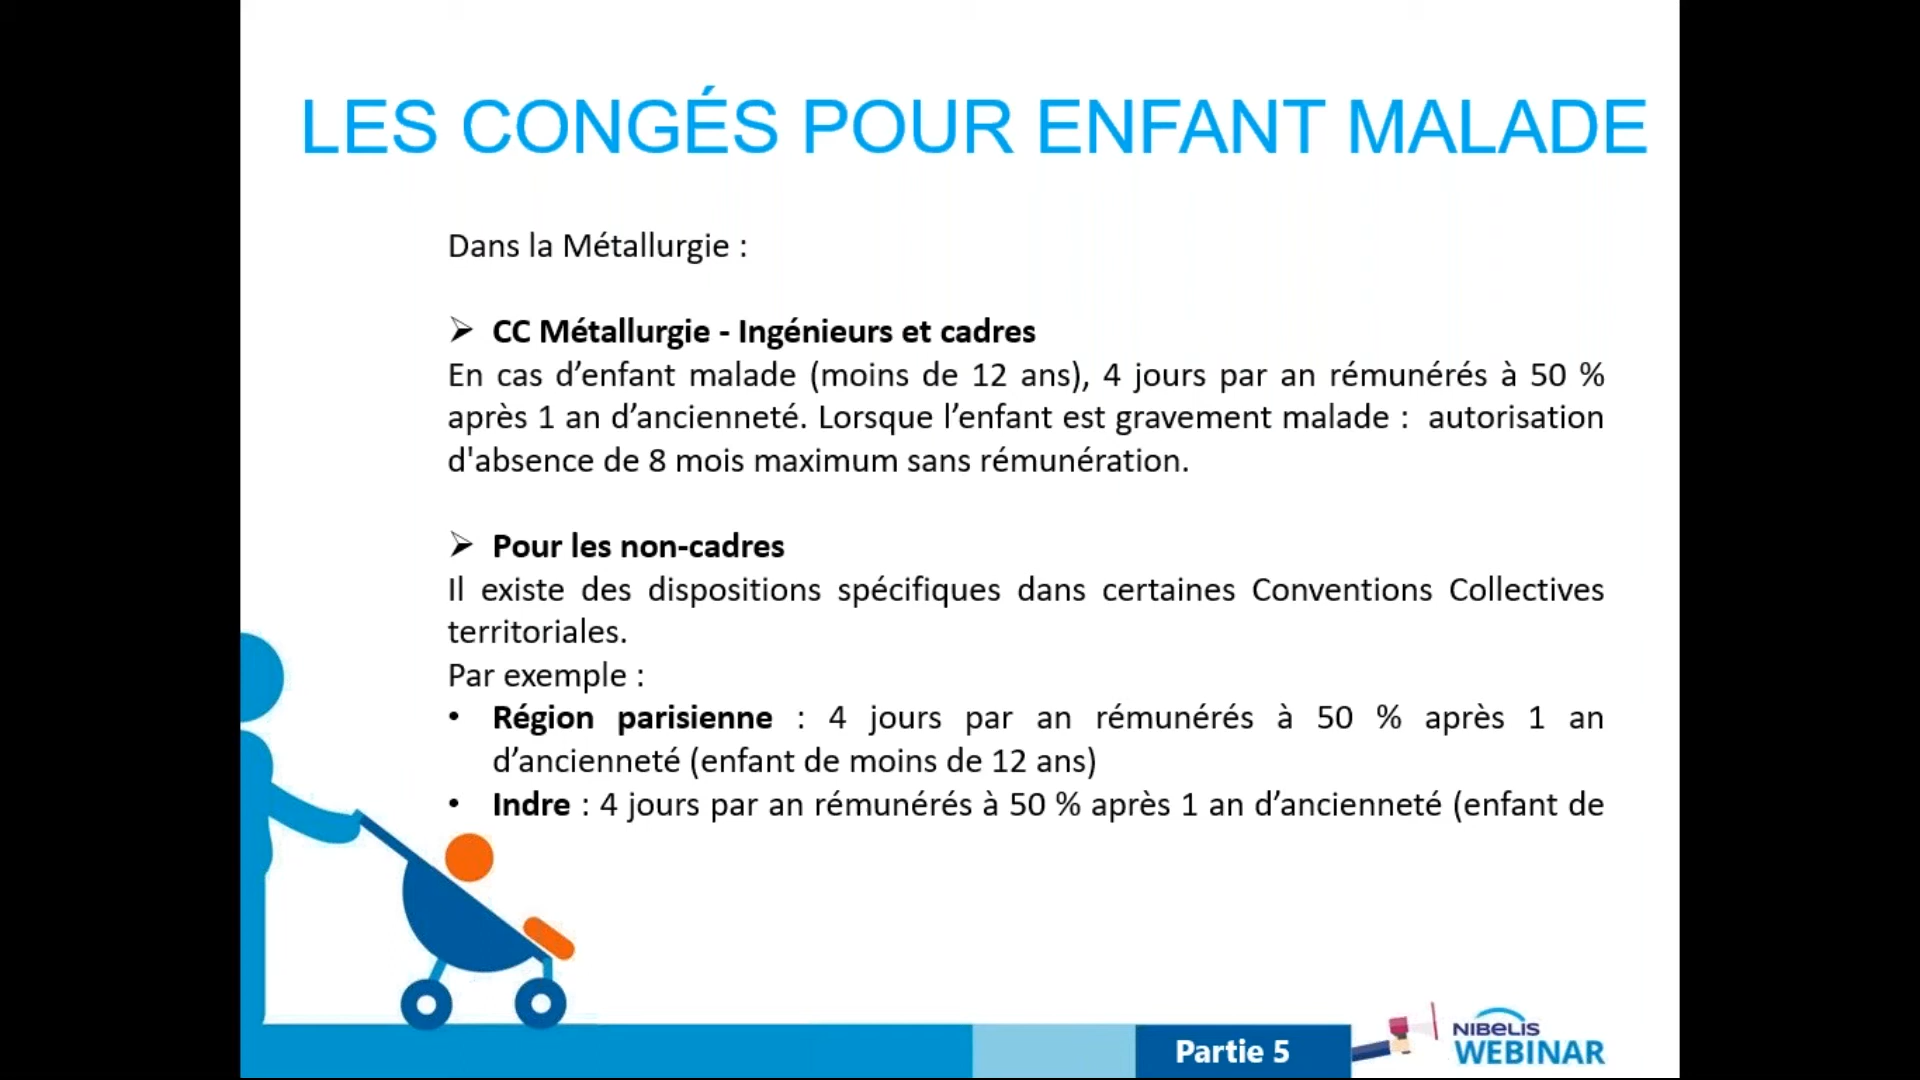 LES CONGÉS POUR ENFANT MALADE
Dans la Métallurgie :
➢ CC Métallurgie - Ingénieurs et cadres
En cas d’enfant malade (moins de 12 ans), 4 jours par an rémunérés à 50 %
après 1 an d’ancienneté. Lorsque l’enfant est gravement malade : autorisation
d'absence de 8 mois maximum sans rémunération.
➢ Pour les non-cadres
Il existe des dispositions spécifiques dans certaines Conventions Collectives
territoriales.
Par exemple :
• Région parisienne : 4 jours par an rémunérés à 50 % après 1 an
d’ancienneté (enfant de moins de 12 ans)
• Indre : 4 jours par an rémunérés à 50 % après 1 an d’ancienneté (enfant de
Partie 5
NIBELIS
WEBINAR